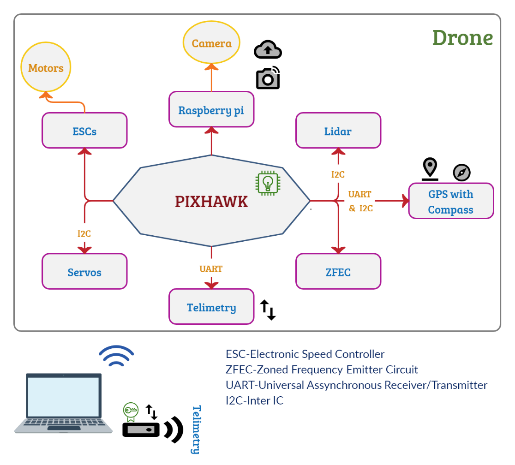 Drone
Camera
Motors
Raspberry pi
ESCs
Lidar
I2C
PIXHAWK
UART
& I2C
GPS with
Compass
I2C
Servos
UART
ZFEC
Telimetry
ESC-Electronic Speed Controller
ZFEC-Zoned Frequency Emitter Circuit
UART-Universal Assynchronous Receiver/Transmitter
I2C-Inter IC
Telimetry